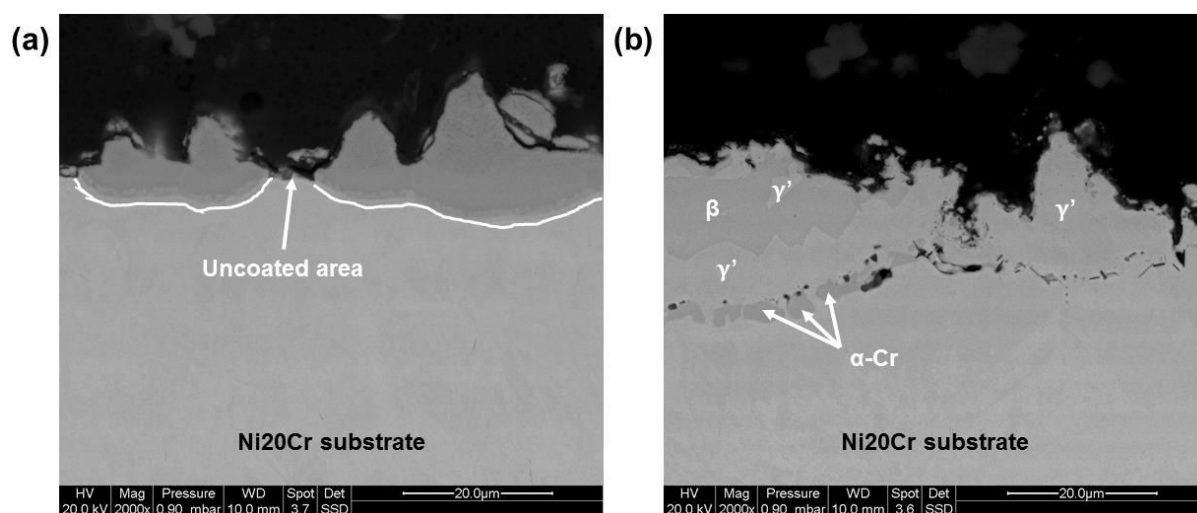 (a)
Uncoated area
Ni20Cr substrate
HV Mag Pressure WD Spot Det
20.0 kV 2000x 0.90 mbar 10.0 mm 3.7 SSD 20.0µm
(b)
γ’
β
γ’
γ’
α-Cr
Ni20Cr substrate
HV Mag Pressure WD Spot Det
20.0 kV 2000x 0.90 mbar 10.0 mm 3.6 SSD 20.0µm